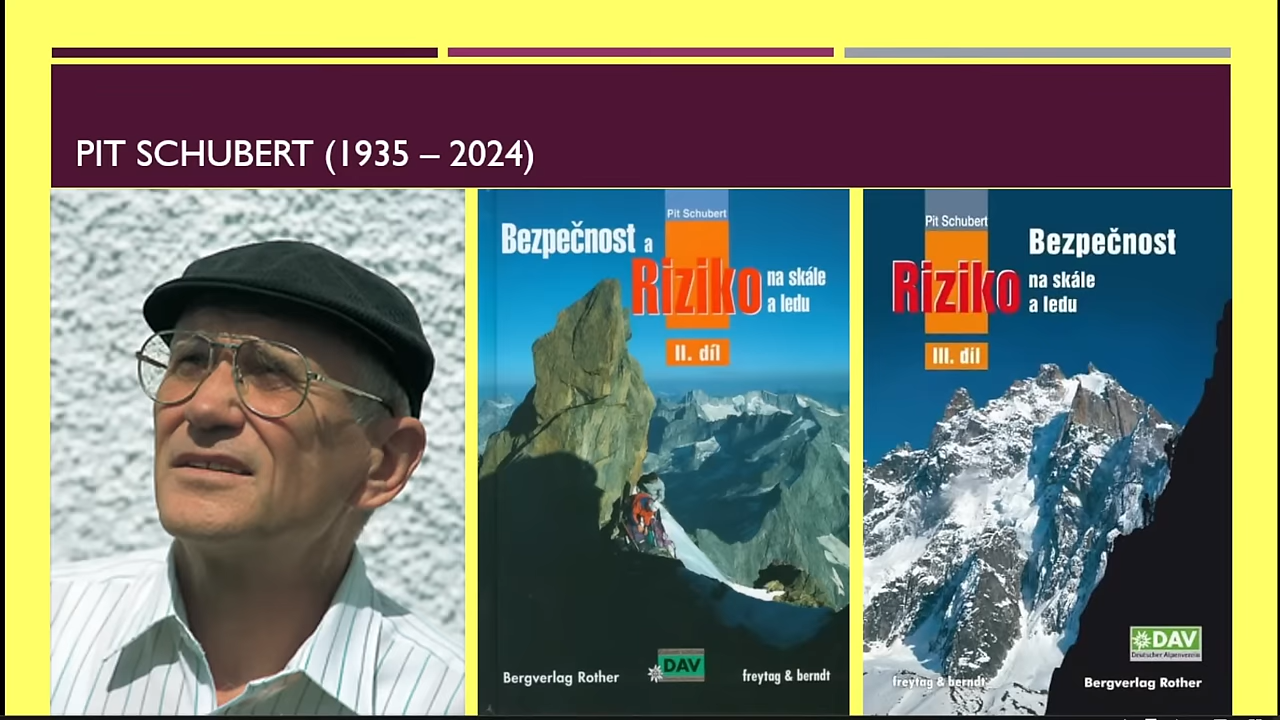 PIT SCHUBERT (1935 – 2024)
Pit Schubert
Bezpečnost a
Riziko na skále
a ledu
II. díl
DAV
Bergverlag Rother
freytag & berndt
Pit Schubert
Bezpečnost
Riziko na skále
a ledu
III. díl
DAV
Deutscher Alpenverein
freytag & berndt
Bergverlag Rother